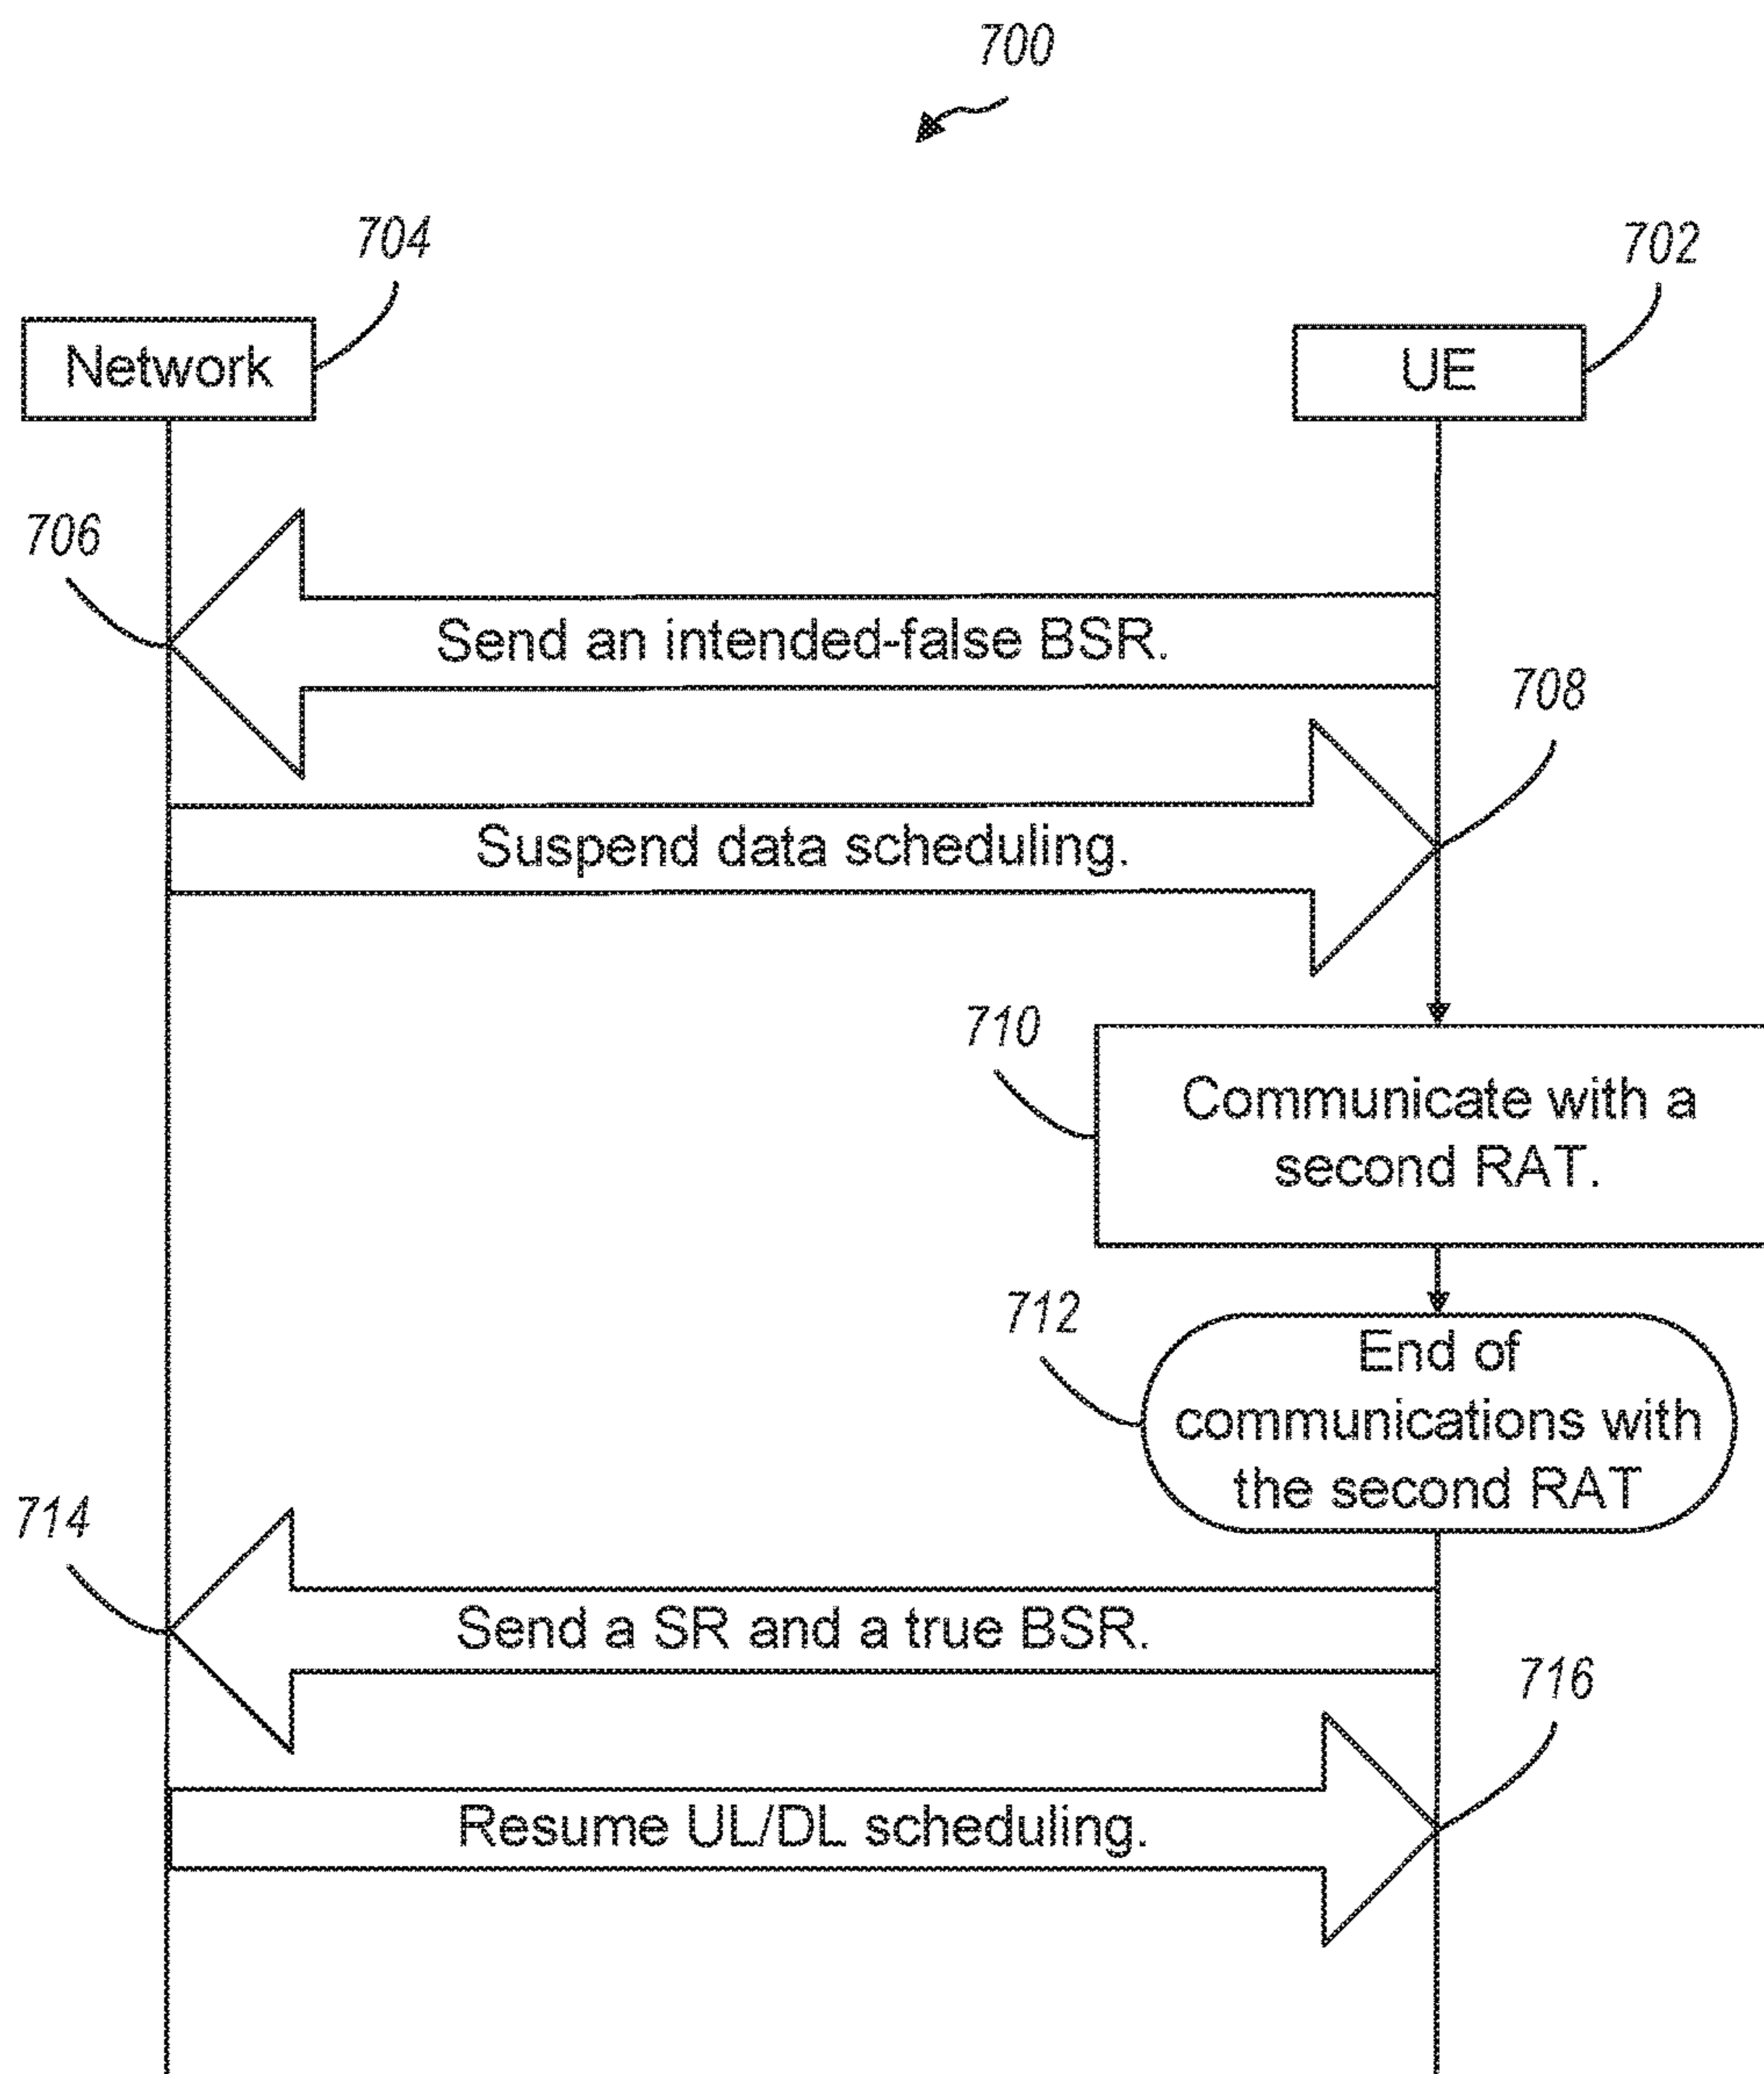 700
704
702
Network
UE
706
Send an intended-false BSR.
708
Suspend data scheduling.
710
Communicate with a
second RAT.
712
End of
communications with
the second RAT
714
Send a SR and a true BSR.
716
Resume UL/DL scheduling.